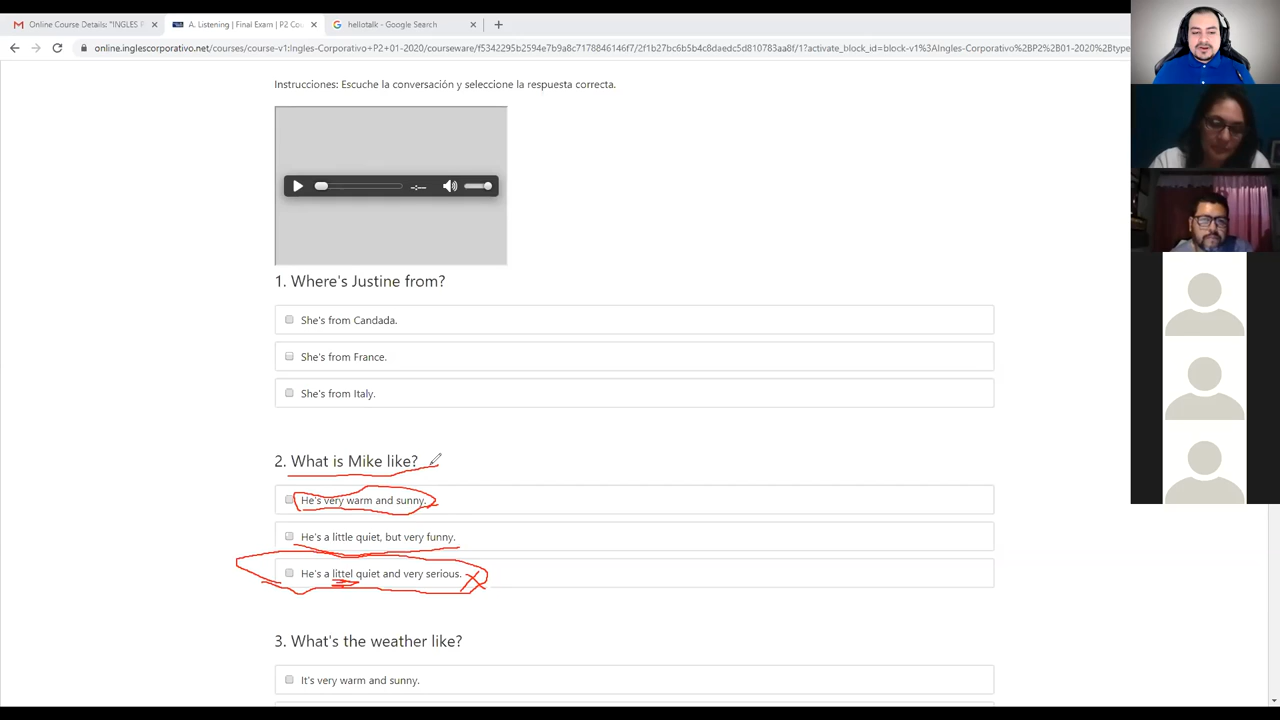 Online Course Details: "INGLES P
A. Listening | Final Exam | P2 Cou
hellotalk - Google Search
online.inglescorporativo.net/courses/course-v1:Ingles-Corporativo+P2+01-2020/courseware/f534228b32594e7b9a8c7178846146f7/2f1b27bc6b5b4c8daedc5d810783aa8f/1?activate_block_id=block-v1%3AIngles-Corporativo%2BP2%2B01-2020%2Btype
Instrucciones: Escuche la conversación y seleccione la respuesta correcta.
-:--
1. Where's Justine from?
She's from Candada.
She's from France.
She's from Italy.
2. What is Mike like?
He's very warm and sunny.
He's a little quiet, but very funny.
He's a littel quiet and very serious.
3. What's the weather like?
It's very warm and sunny.